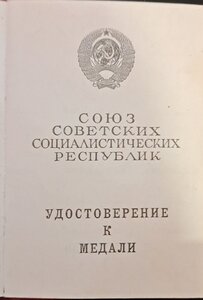 СОЮЗ
СОВЕТСКИХ
СОЦИАЛИСТИЧЕСКИХ
РЕСПУБЛИК
УДОСТОВЕРЕНИЕ
К
МЕДАЛИ